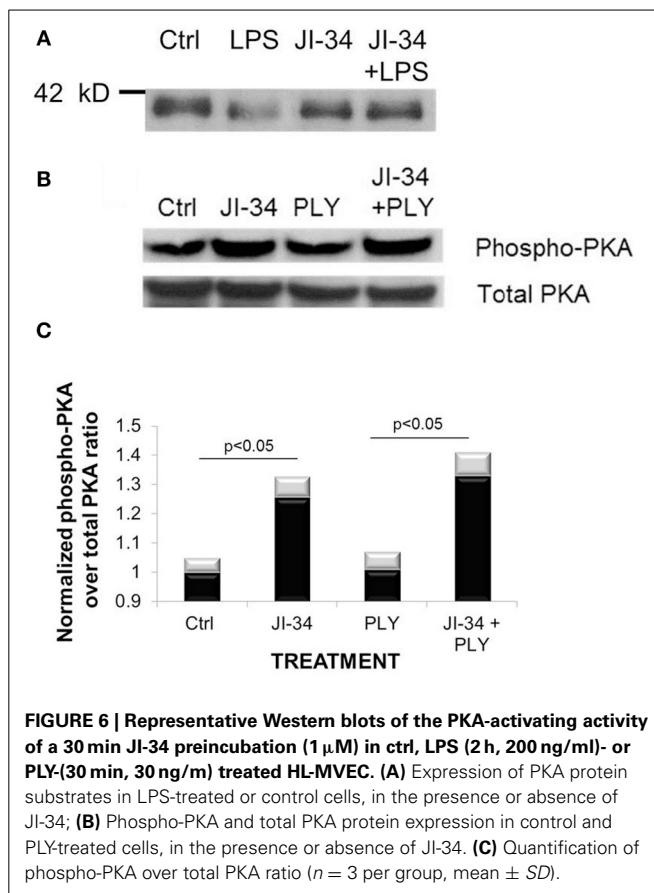 A
Ctrl LPS JI-34 JI-34
+LPS
42 kD
B
JI-34
Ctrl JI-34 PLY +PLY
Phospho-PKA
Total PKA
C
Normalized phospho-PKA
over total PKA ratio
1.5
1.4
1.3
1.2
1.1
1
0.9
p<0.05
p<0.05
Ctrl JI-34 PLY JI-34 +
PLY
TREATMENT
FIGURE 6 | Representative Western blots of the PKA-activating activity
of a 30 min JI-34 preincubation (1 μM) in ctrl, LPS (2 h, 200 ng/ml)- or
PLY-(30 min, 30 ng/m) treated HL-MVEC. (A) Expression of PKA protein
substrates in LPS-treated or control cells, in the presence or absence of
JI-34; (B) Phospho-PKA and total PKA protein expression in control and
PLY-treated cells, in the presence or absence of JI-34. (C) Quantification of
phospho-PKA over total PKA ratio (n = 3 per group, mean ± SD).